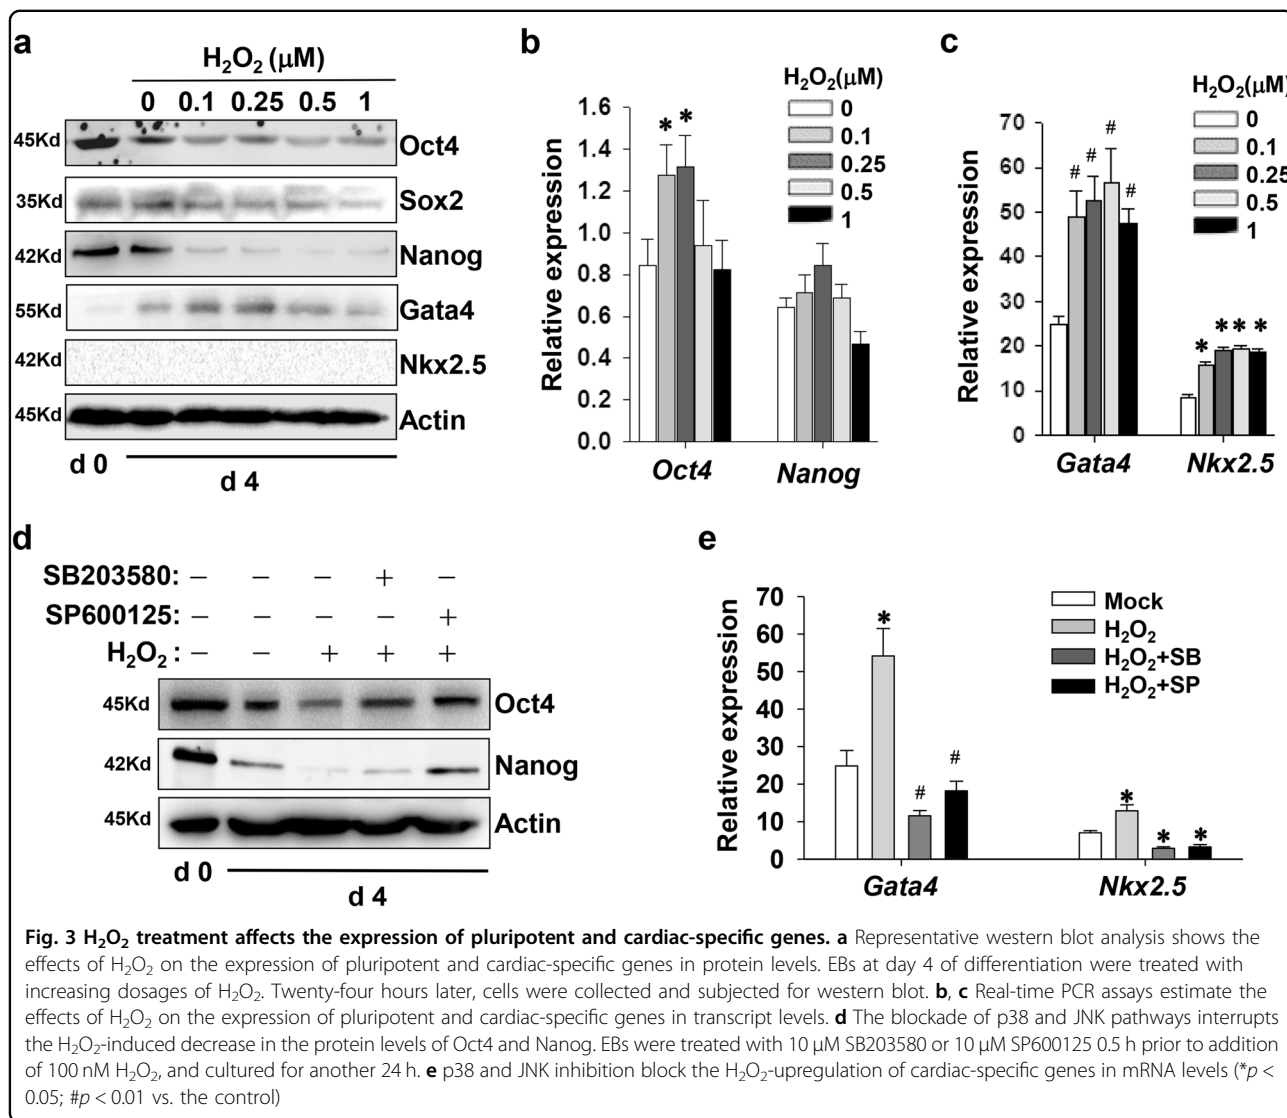 a
H₂O₂ (μM)
0 0.1 0.25 0.5 1
45Kd Oct4
35Kd Sox2
42Kd Nanog
55Kd Gata4
42Kd Nkx2.5
45Kd Actin
d 0
d 4
b
H₂O₂(μM)
0
0.1
0.25
0.5
1
Relative expression
1.6
1.4
1.2
1.0
0.8
0.6
0.4
0.2
0.0
* *
Oct4 Nanog
c
H₂O₂(μM)
0
0.1
0.25
0.5
1
Relative expression
70
60
50
40
30
20
10
0
# # # #
* * * *
Gata4 Nkx2.5
d
SB203580: − − − + −
SP600125: − − − − +
H₂O₂ : − − + + +
45Kd Oct4
42Kd Nanog
45Kd Actin
d 0
d 4
e
Mock
H₂O₂
H₂O₂+SB
H₂O₂+SP
Relative expression
70
60
50
40
30
20
10
0
* # #
* * *
Gata4 Nkx2.5
Fig. 3 H₂O₂ treatment affects the expression of pluripotent and cardiac-specific genes. a Representative western blot analysis shows the
effects of H₂O₂ on the expression of pluripotent and cardiac-specific genes in protein levels. EBs at day 4 of differentiation were treated with
increasing dosages of H₂O₂. Twenty-four hours later, cells were collected and subjected for western blot. b, c Real-time PCR assays estimate the
effects of H₂O₂ on the expression of pluripotent and cardiac-specific genes in transcript levels. d The blockade of p38 and JNK pathways interrupts
the H₂O₂-induced decrease in the protein levels of Oct4 and Nanog. EBs were treated with 10 μM SB203580 or 10 μM SP600125 0.5 h prior to addition
of 100 nM H₂O₂, and cultured for another 24 h. e p38 and JNK inhibition block the H₂O₂-upregulation of cardiac-specific genes in mRNA levels (*p <
0.05; #p < 0.01 vs. the control)